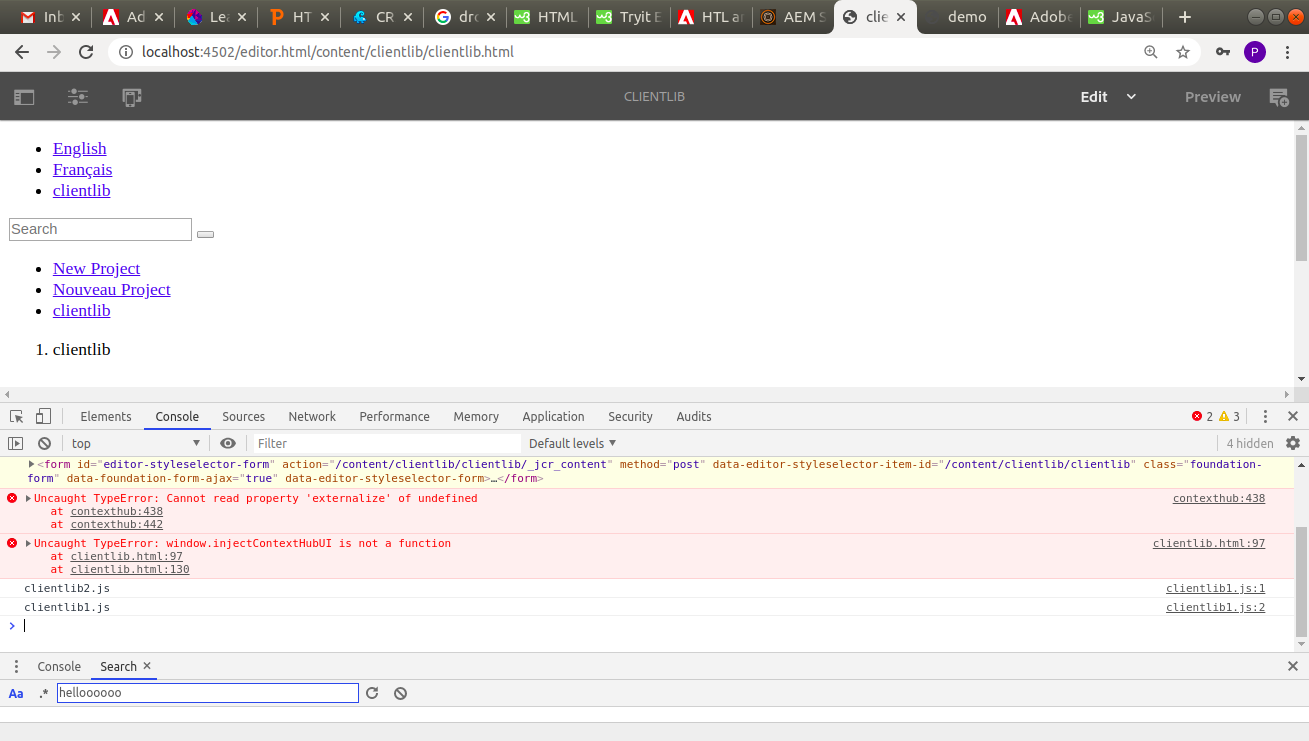 Inb
Ad
Lea
HT
CR
dro
HTML
Tryit E
HTL a
AEM S
clie
demo
Adobe
JavaSc
localhost:4502/editor.html/content/clientlib/clientlib.html
P
CLIENTLIB
Edit
Preview
English
Français
clientlib
Search
New Project
Nouveau Project
clientlib
1. clientlib
Elements Console Sources Network Performance Memory Application Security Audits 2 3
top Filter Default levels 4 hidden
<form id="editor-styleselector-form" action="/content/clientlib/clientlib/_jcr_content" method="post" data-editor-styleselector-item-id="/content/clientlib/clientlib" class="foundation-
form" data-foundation-form-ajax="true" data-editor-styleselector-form>…</form>
Uncaught TypeError: Cannot read property 'externalize' of undefined contexthub:438
at contexthub:438
at contexthub:442
Uncaught TypeError: window.injectContextHubUI is not a function clientlib.html:97
at clientlib.html:97
at clientlib.html:130
clientlib2.js clientlib1.js:1
clientlib1.js clientlib1.js:2
>
Console Search
Aa .* helloooooo